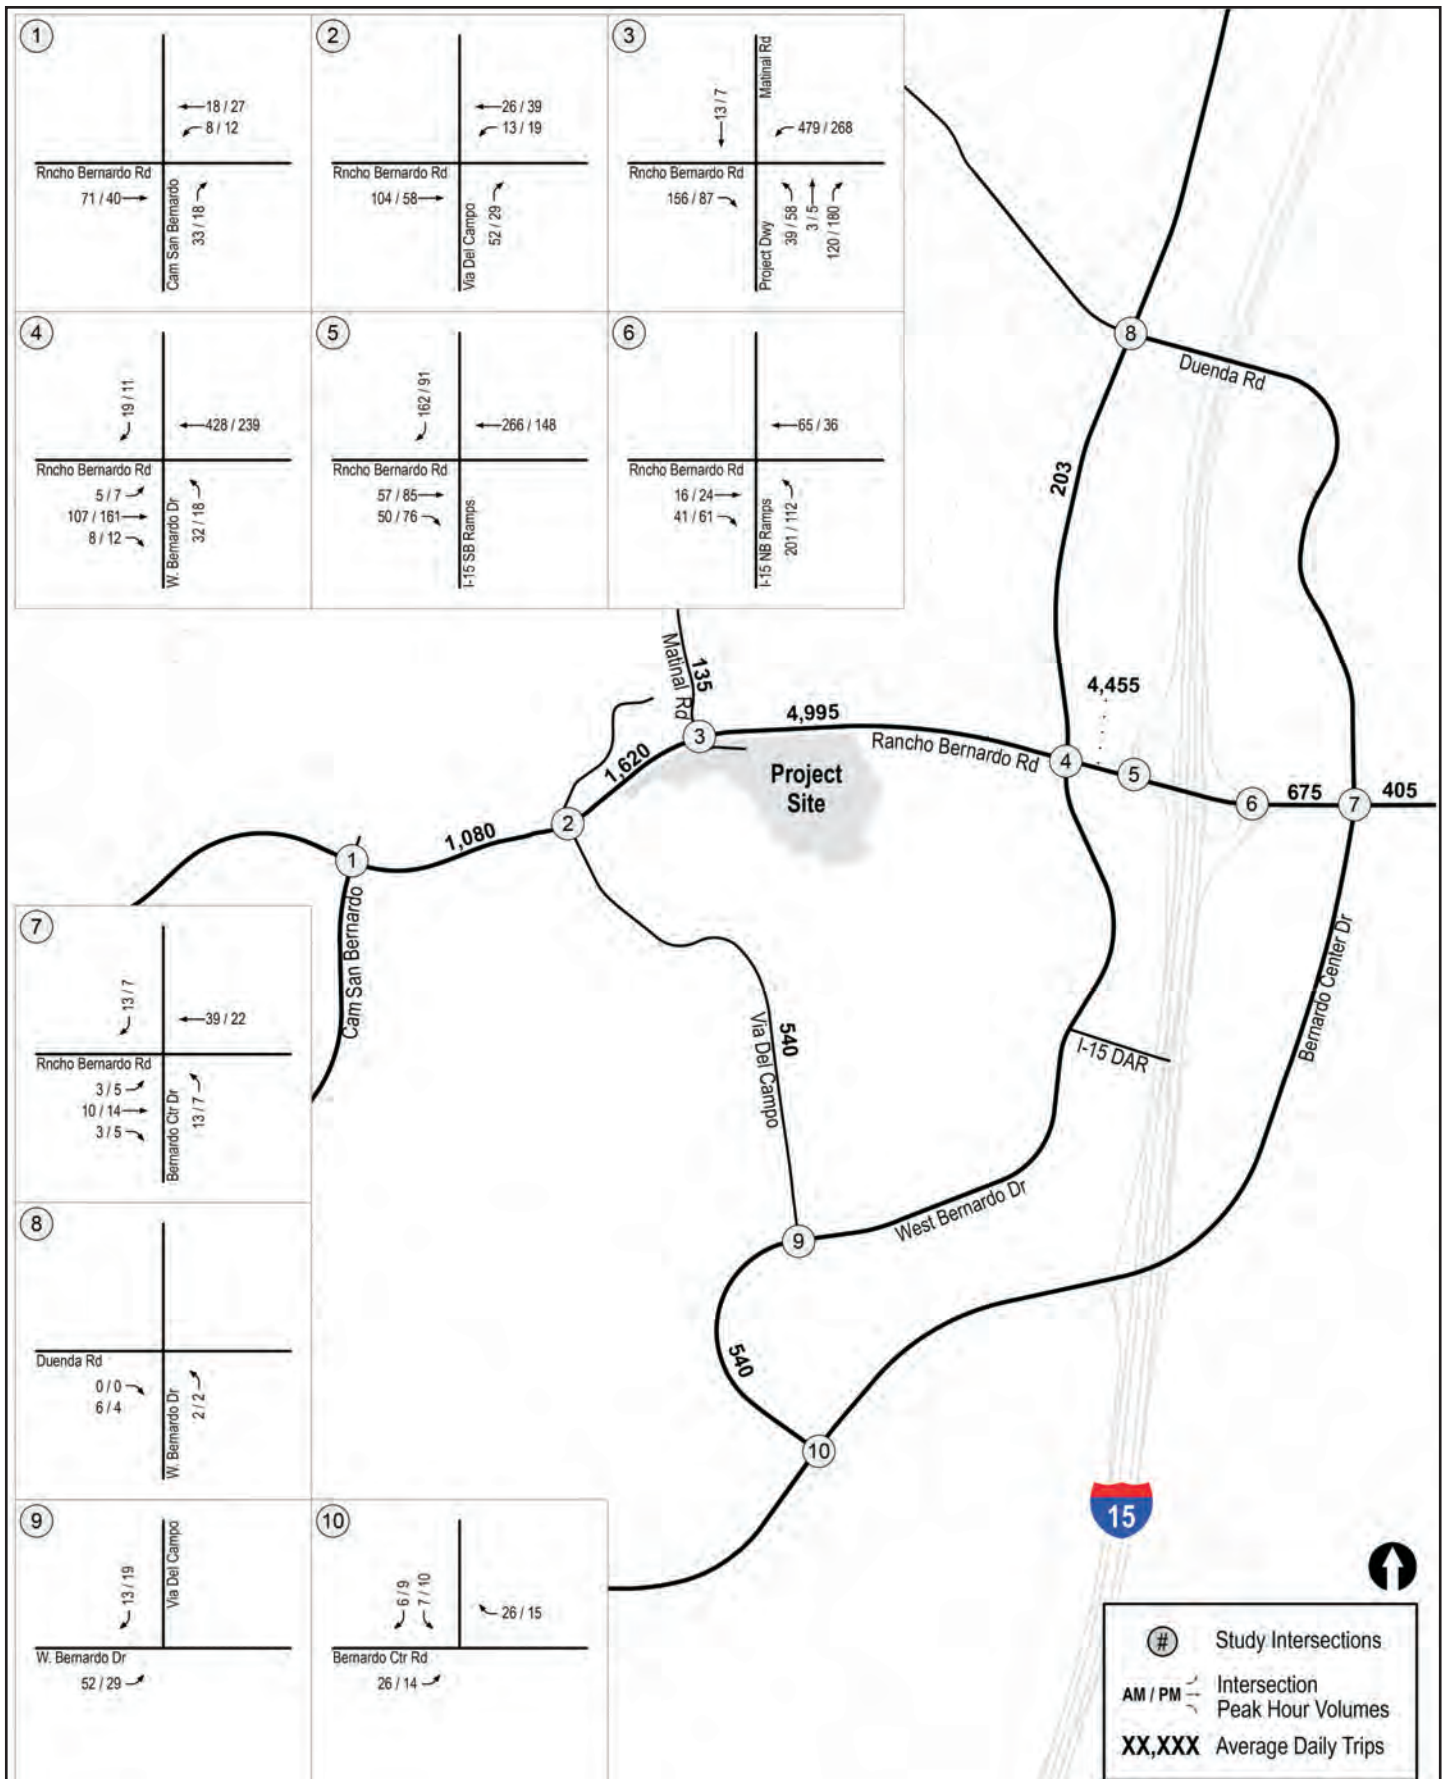 1
18 / 27
8 / 12
Rncho Bernardo Rd
71 / 40
Cam San Bernardo
33 / 18
2
26 / 39
13 / 19
Rncho Bernardo Rd
104 / 58
Via Del Campo
52 / 29
3
13 / 7
Matinal Rd
479 / 268
Rncho Bernardo Rd
156 / 87
Project Dwy
39 / 58
3 / 5
120 / 180
4
19 / 11
428 / 239
Rncho Bernardo Rd
5 / 7
107 / 161
8 / 12
W. Bernardo Dr
32 / 18
5
162 / 91
266 / 148
Rncho Bernardo Rd
57 / 85
50 / 76
I-15 SB Ramps
6
65 / 36
Rncho Bernardo Rd
16 / 24
41 / 61
I-15 NB Ramps
201 / 112
8
Duenda Rd
203
Matinal Rd
135
4,455
3
4,995
Rancho Bernardo Rd
4
5
6
675
7
405
1,620
Project
Site
2
1,080
1
Cam San Bernardo
Via Del Campo
540
I-15 DAR
Bernardo Center Dr
West Bernardo Dr
9
540
10
7
13 / 7
39 / 22
Rncho Bernardo Rd
3 / 5
10 / 14
3 / 5
Bernardo Ctr Dr
13 / 7
8
Duenda Rd
0 / 0
6 / 4
W. Bernardo Dr
2 / 2
9
13 / 19
Via Del Campo
W. Bernardo Dr
52 / 29
10
6 / 9
7 / 10
26 / 15
Bernardo Ctr Rd
26 / 14
15
# Study Intersections
AM / PM Intersection
Peak Hour Volumes
XX,XXX Average Daily Trips